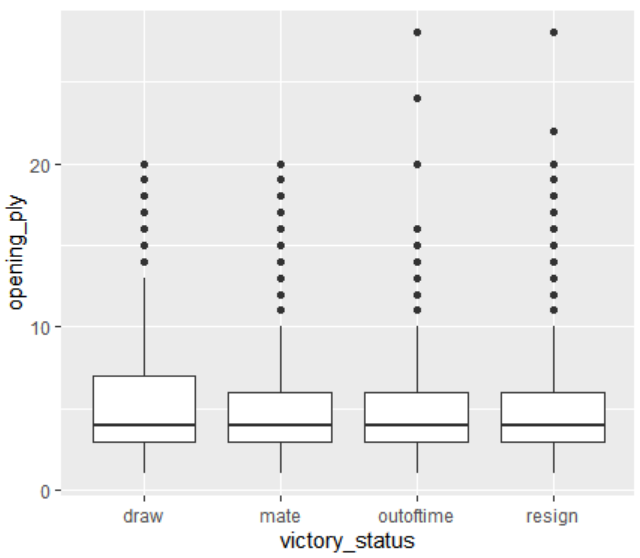 opening_ply
20
10
0
draw mate outoftime resign
victory_status